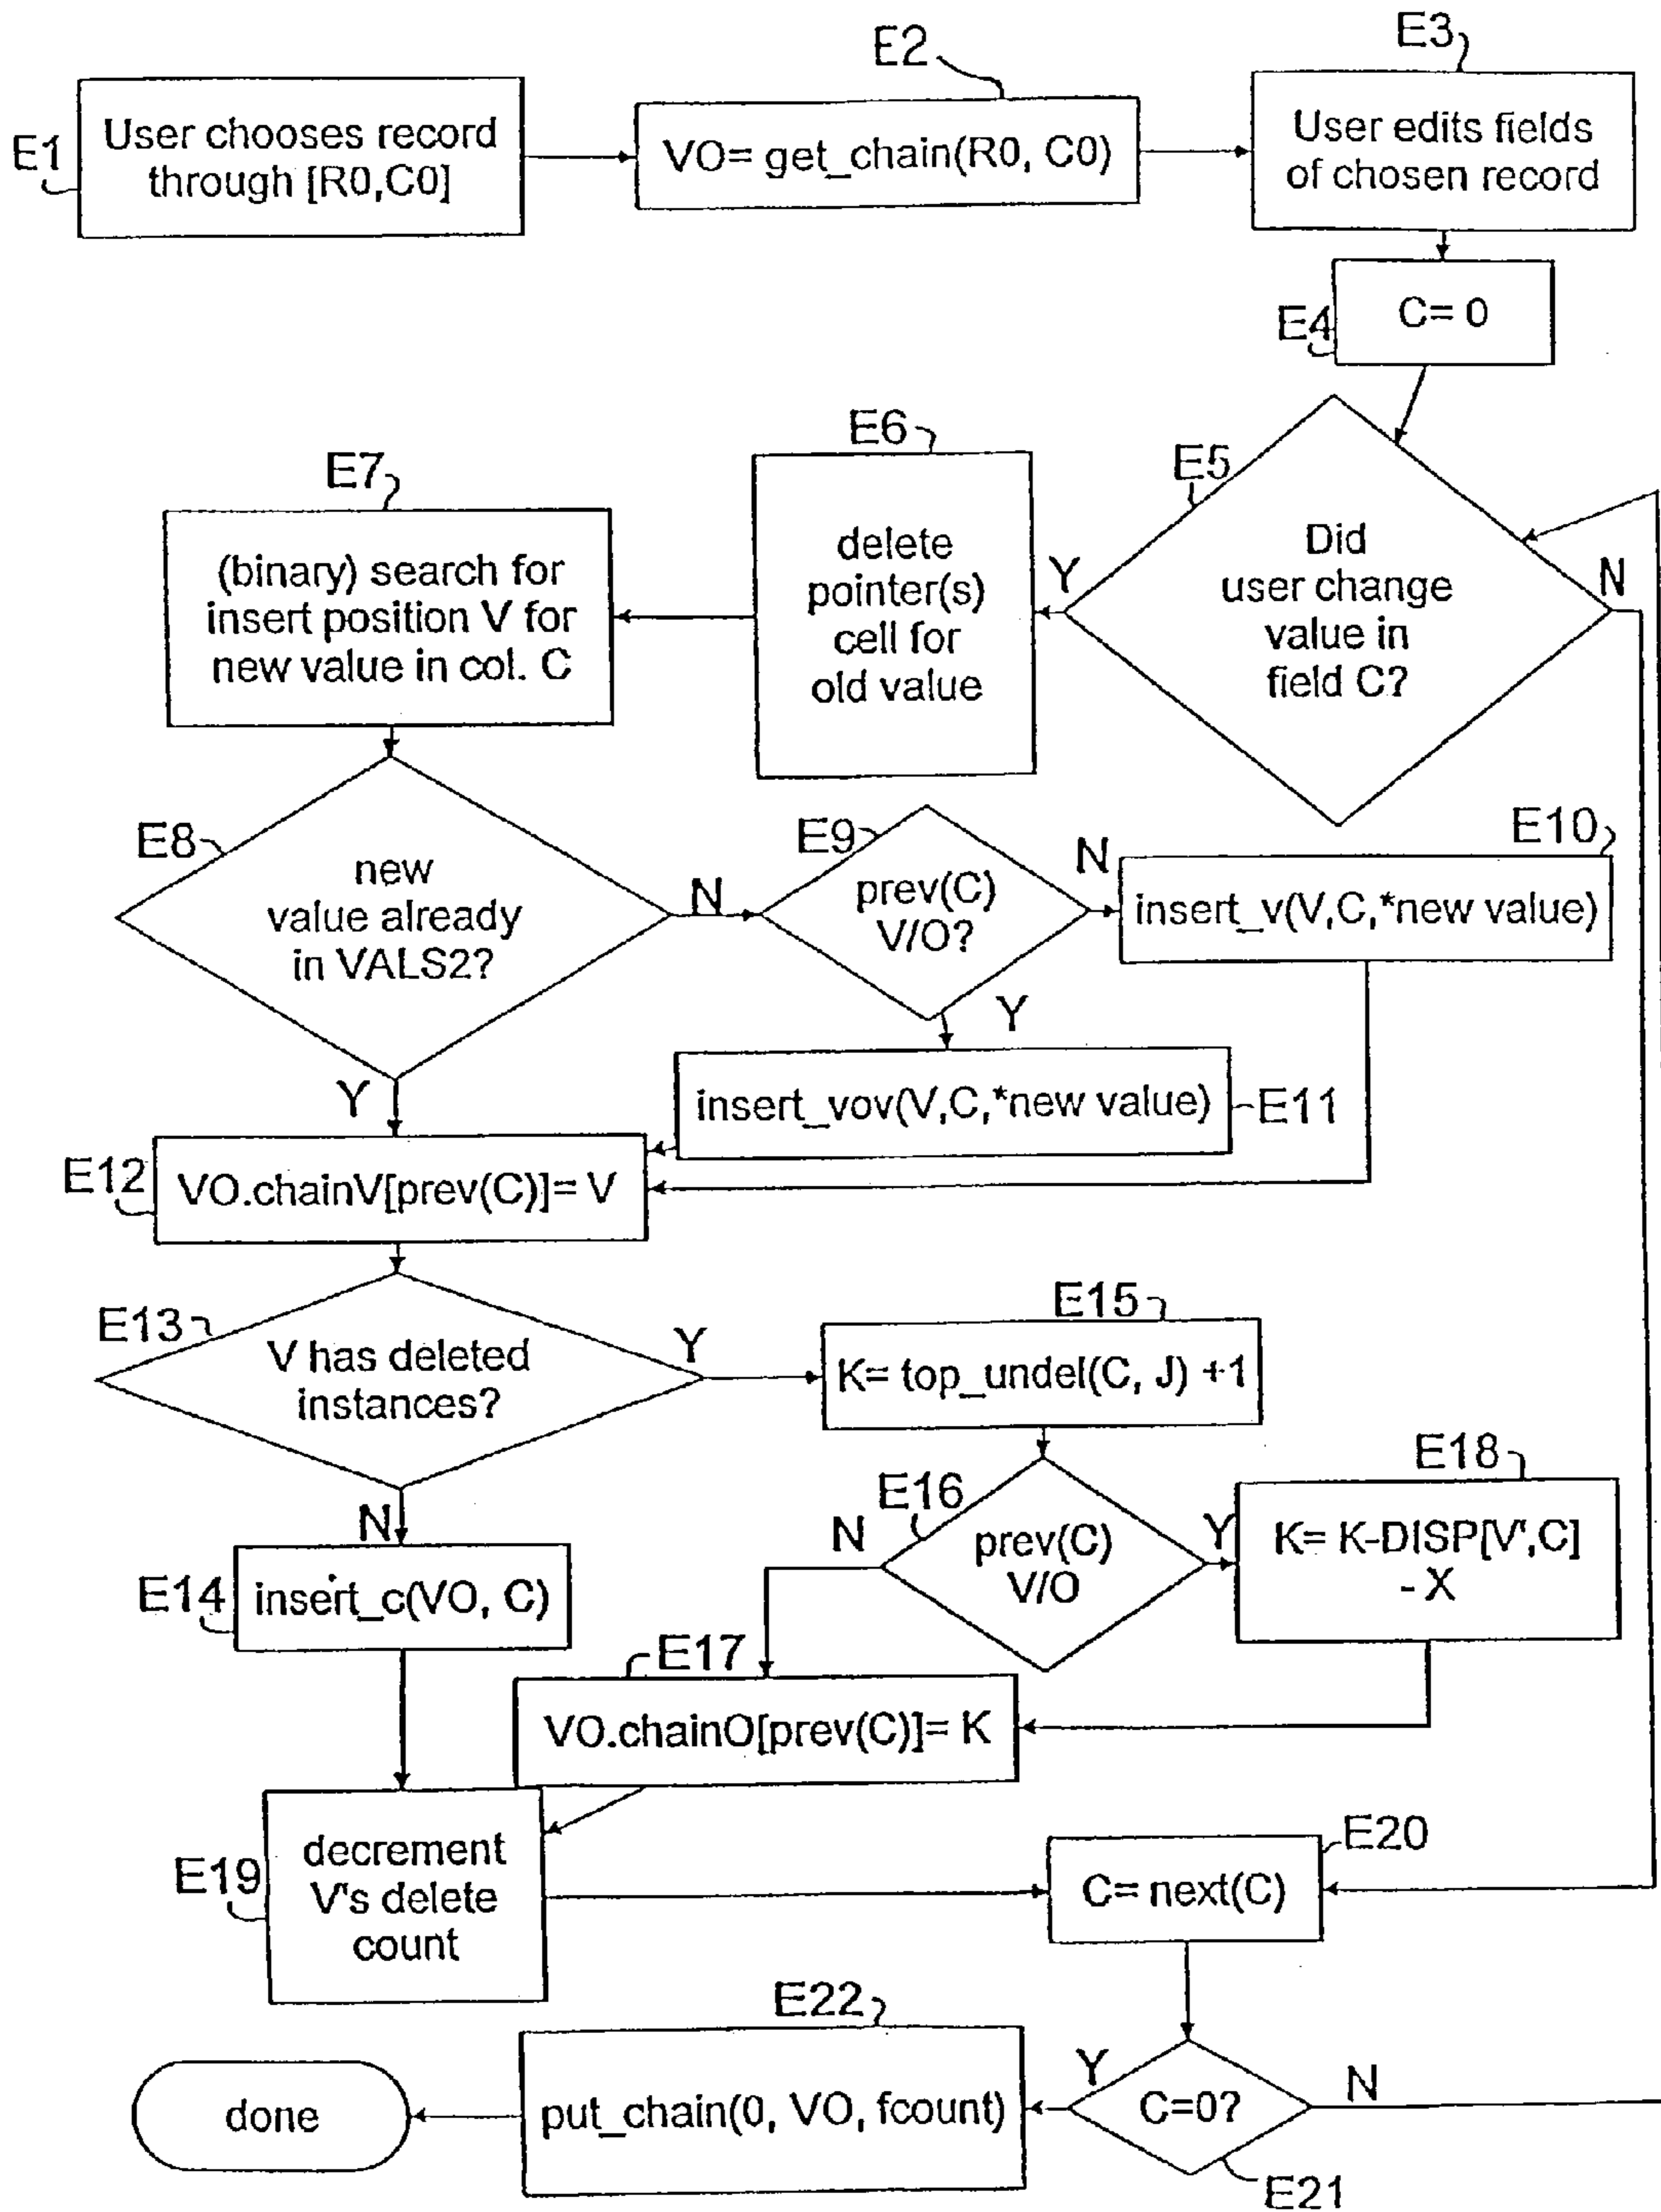 E1
User chooses record
through [R0,C0]
E2
VO= get_chain(R0, C0)
E3
User edits fields
of chosen record
E4
C= 0
E5
Did
user change
value in
field C?
Y
N
E6
delete
pointer(s)
cell for
old value
E7
(binary) search for
insert position V for
new value in col. C
E8
new
value already
in VALS2?
N
Y
E9
prev(C)
V/O?
N
Y
E10
insert_v(V,C,*new value)
insert_vov(V,C,*new value)
E11
E12
VO.chainV[prev(C)]= V
E13
V has deleted
instances?
Y
N
E15
K= top_undel(C, J) +1
E14
insert_c(VO, C)
E16
prev(C)
V/O
N
Y
E18
K= K-DISP[V',C]
- X
E17
VO.chainO[prev(C)]= K
E19
decrement
V's delete
count
E20
C= next(C)
E21
C=0?
Y
N
E22
put_chain(0, VO, fcount)
done